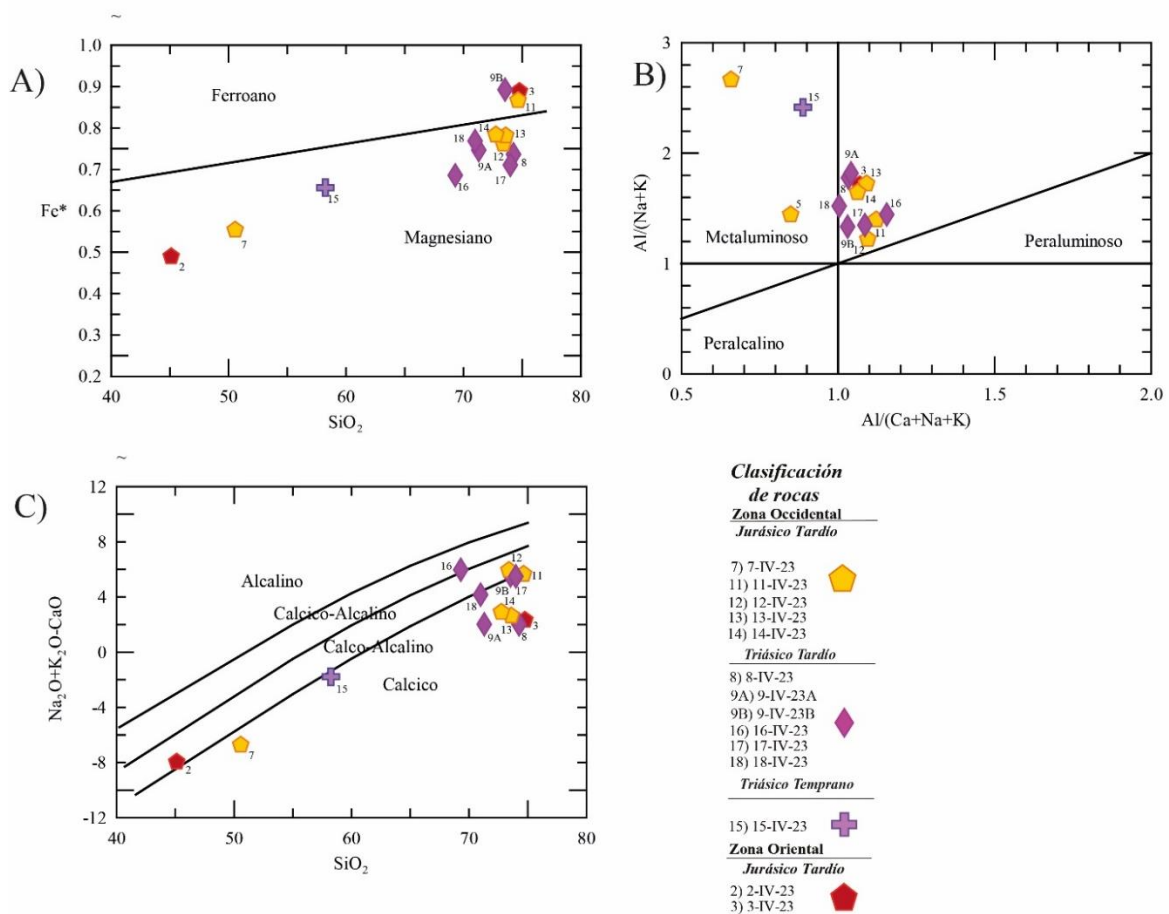 ~
A)
1.0
0.9
0.8
0.7
Fe*
0.6
0.5
0.4
0.3
0.2
40
50
60
70
80
SiO2
Ferroano
Magnesiano
9B
3
11
14
13
18
12
9A
8
17
16
15
7
2
B)
3
2
1
0
Al/(Na+K)
0.5
1.0
1.5
2.0
Al/(Ca+Na+K)
Metaluminoso
Peraluminoso
Peralcalino
7
15
9A
3
13
8
14
18
5
17
16
11
9B
12
~
C)
12
8
4
0
-4
-8
-12
Na2O+K2O-CaO
40
50
60
70
80
SiO2
Alcalino
Calcico-Alcalino
Calco-Alcalino
Calcico
16
12
11
9B
17
18
14
13
3
9A
8
15
7
2
Clasificación
de rocas
Zona Occidental
Jurásico Tardío
7) 7-IV-23
11) 11-IV-23
12) 12-IV-23
13) 13-IV-23
14) 14-IV-23
Triásico Tardío
8) 8-IV-23
9A) 9-IV-23A
9B) 9-IV-23B
16) 16-IV-23
17) 17-IV-23
18) 18-IV-23
Triásico Temprano
15) 15-IV-23
Zona Oriental
Jurásico Tardío
2) 2-IV-23
3) 3-IV-23